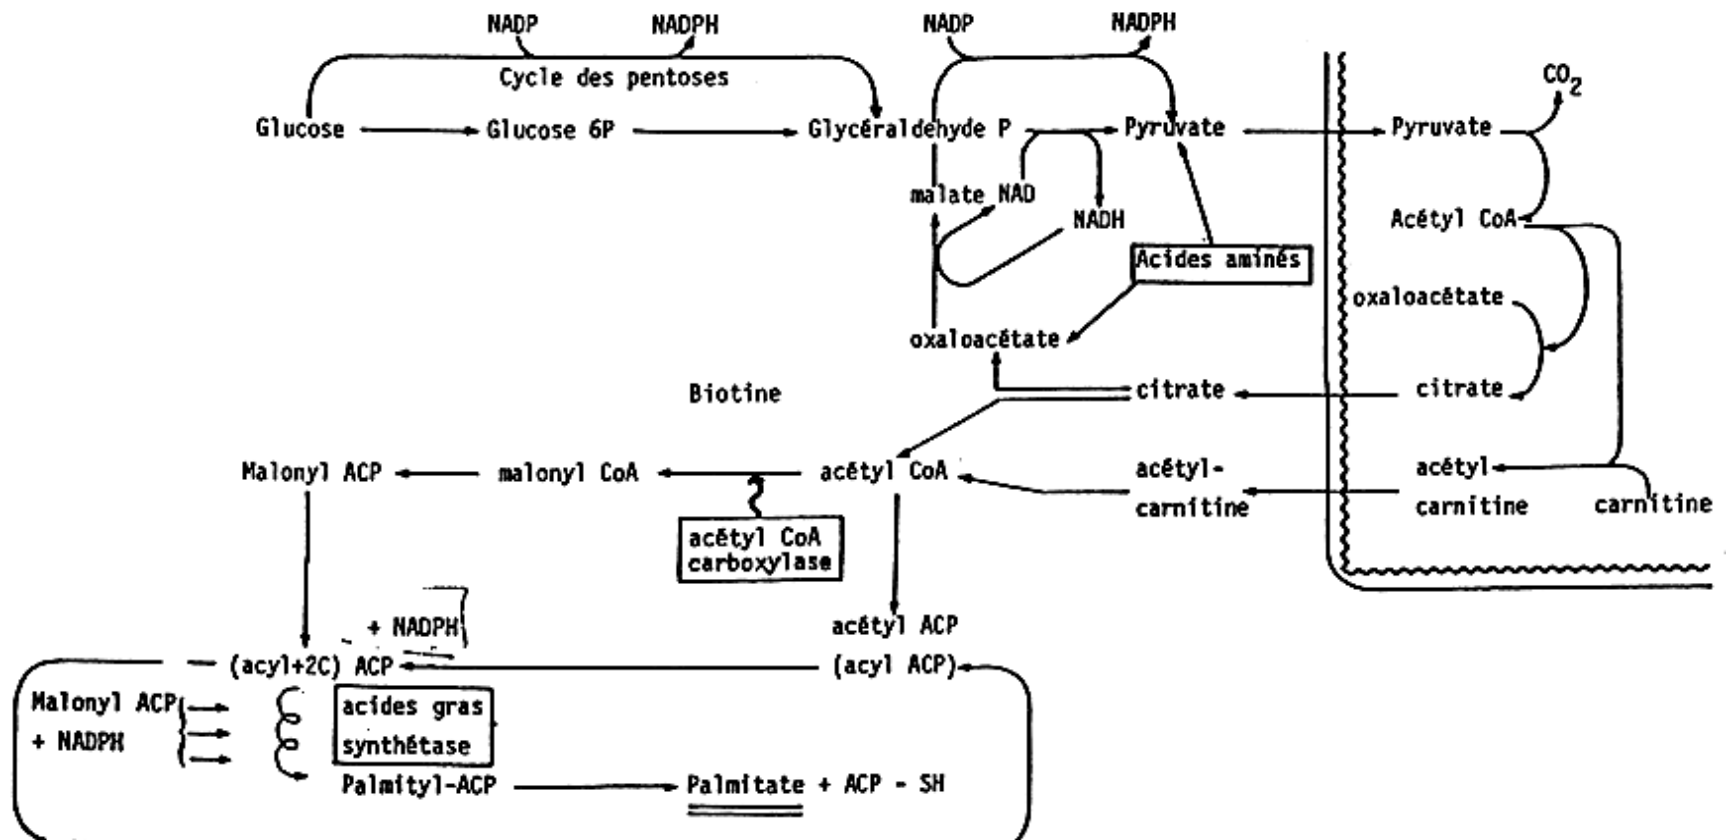 NADP NADPH NADP NADPH
Cycle des pentoses
CO2
Glucose Glucose 6P Glycéraldehyde P Pyruvate Pyruvate
malate NAD
NADH
Acétyl CoA
Acides aminés
oxaloacétate
oxaloacétate
Biotine
citrate citrate
Malonyl ACP malonyl CoA acétyl CoA
acétyl-
carnitine
acétyl
carnitine
carnitine
acétyl CoA
carboxylase
+ NADPH
acétyl ACP
(acyl+2C) ACP (acyl ACP)
Malonyl ACP
+ NADPH
acides gras
synthétase
Palmityl-ACP Palmitate + ACP - SH